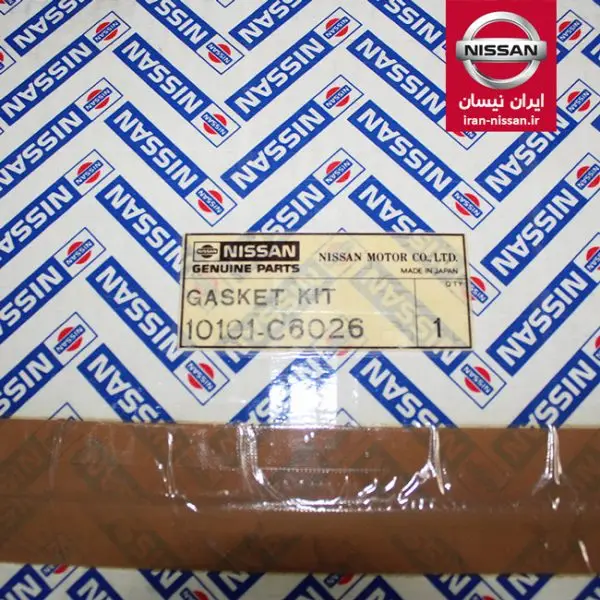 NISSAN
ایران نیسان
iran-nissan.ir
NISSAN
GENUINE PARTS
NISSAN MOTOR CO., LTD.
MADE IN JAPAN
GASKET KIT
QTY
10101-C6026
1
NISSAN